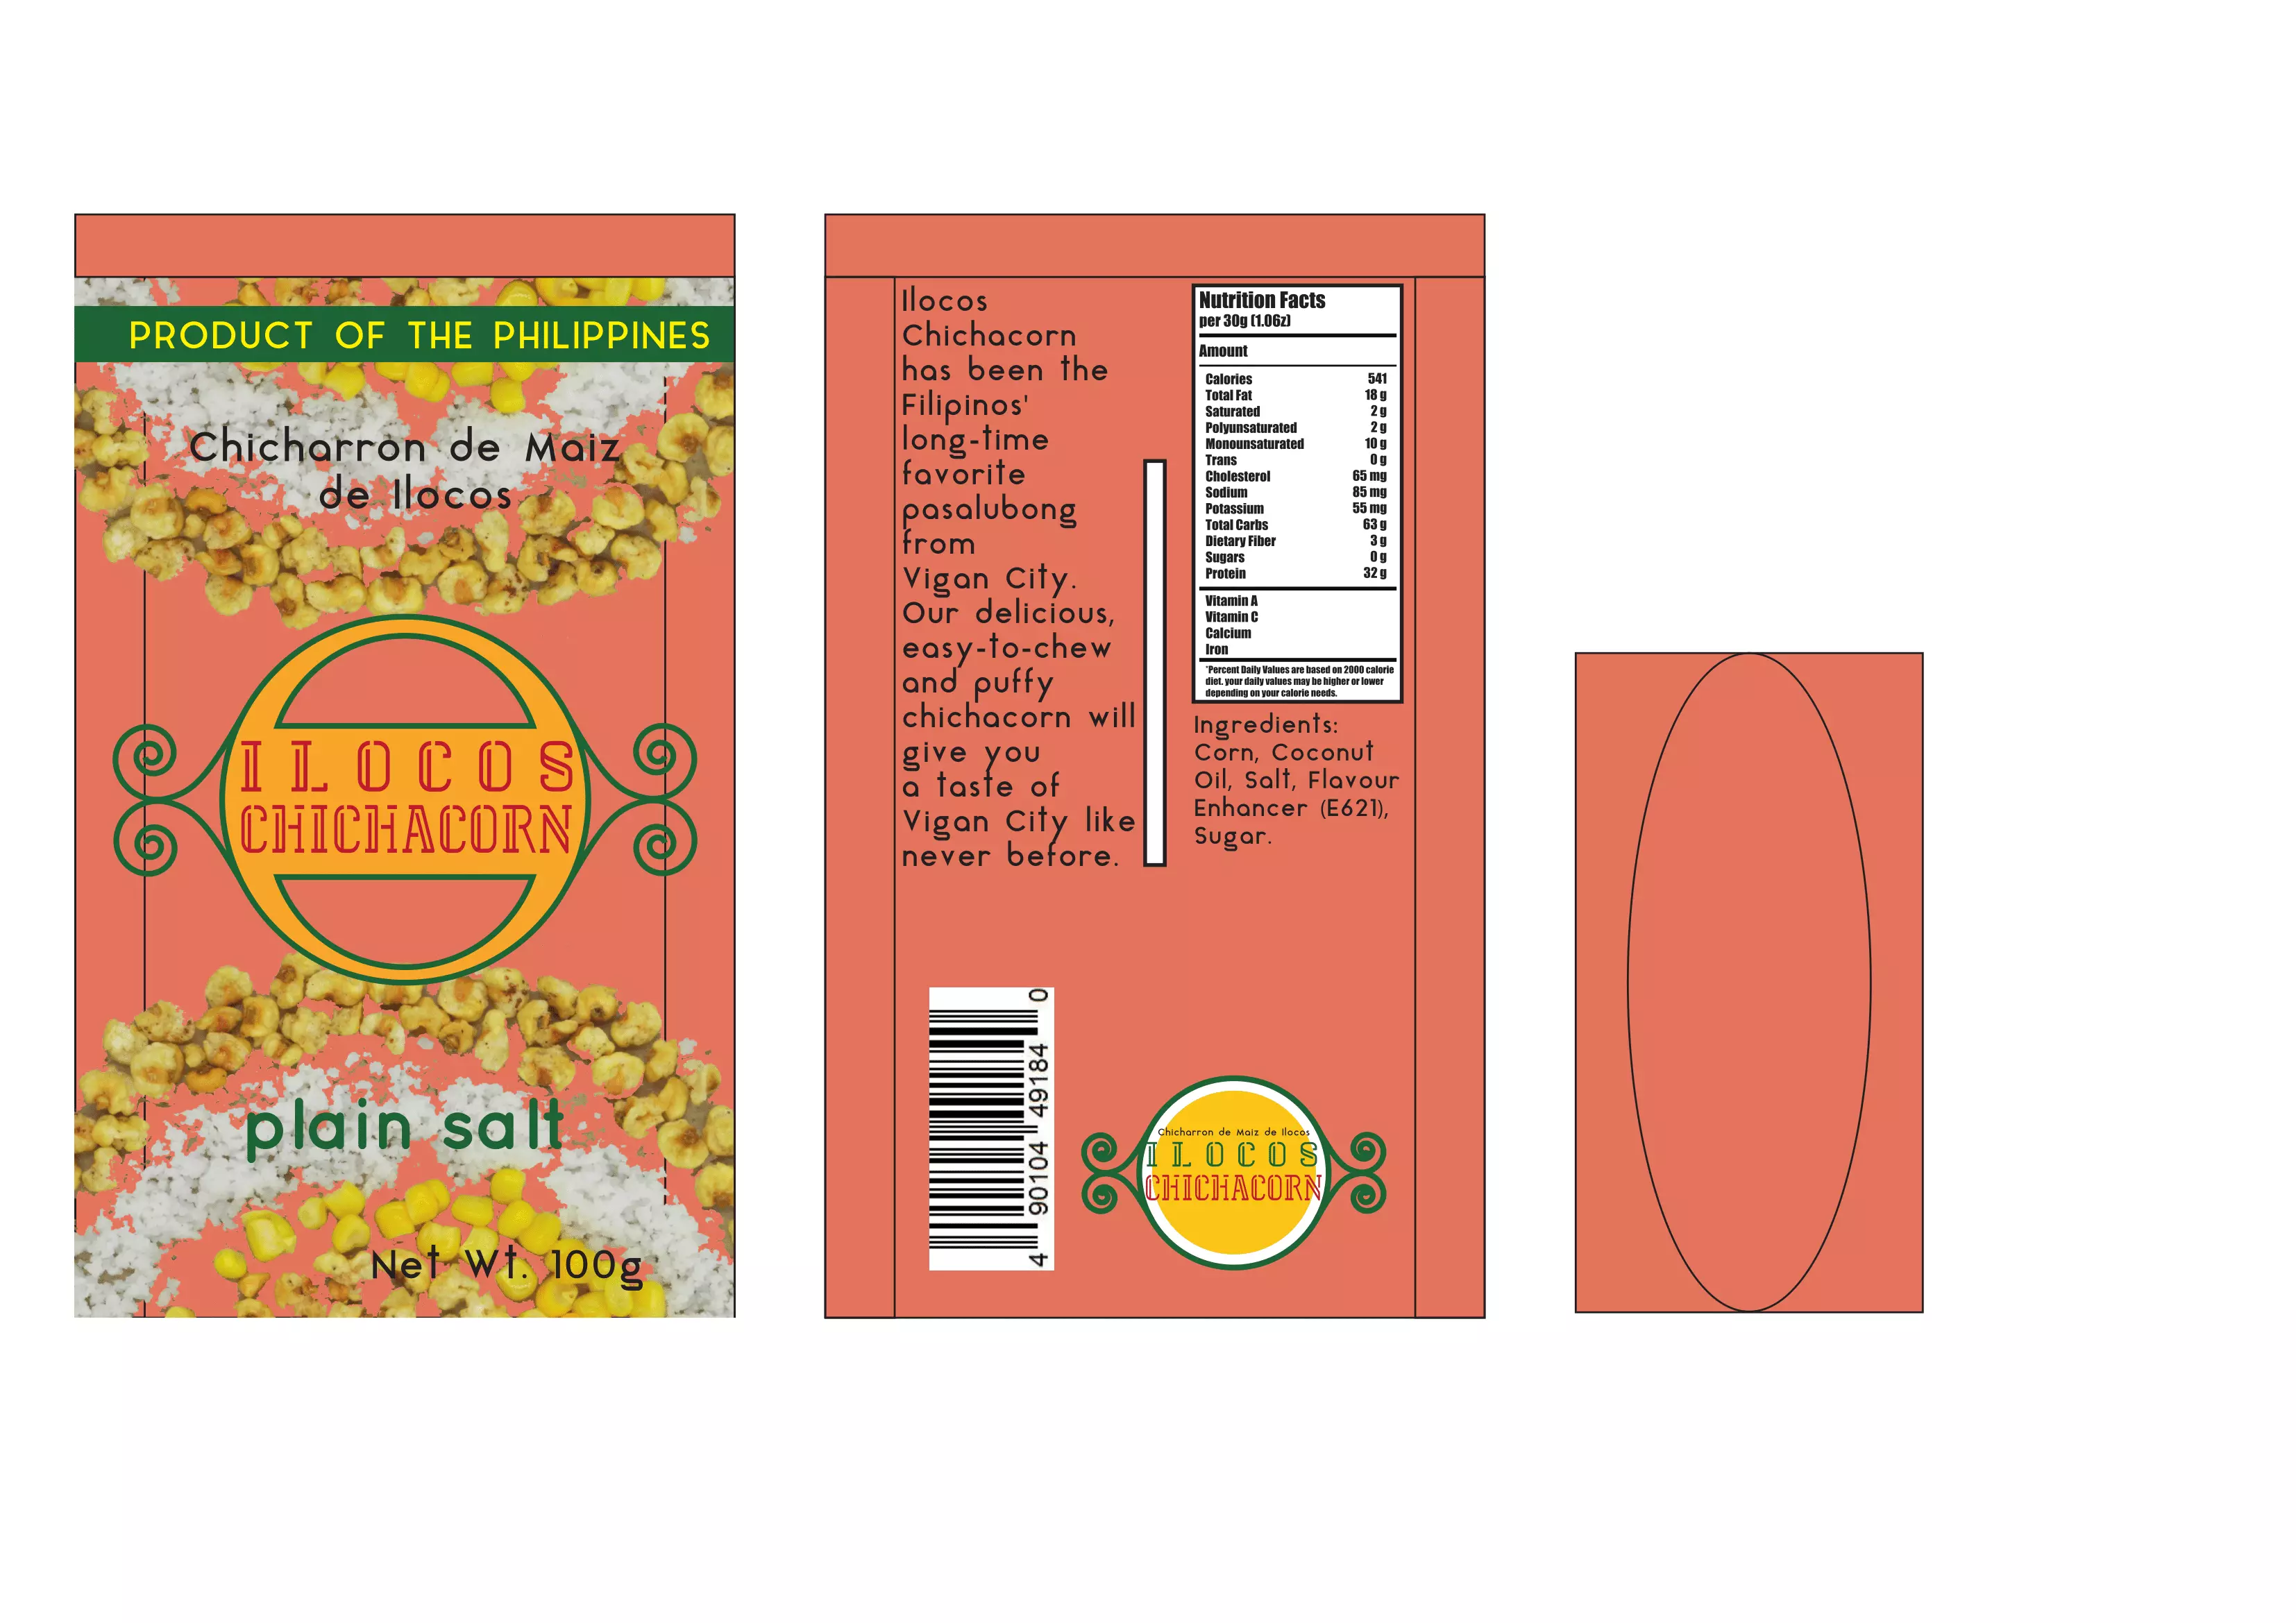 PRODUCT OF THE PHILIPPINES
Chicharron de Maiz
de Ilocos
ILOCOS
CHICHACORN
plain salt
Net Wt. 100g
Ilocos
Chichacorn
has been the
Filipinos'
long-time
favorite
pasalubong
from
Vigan City.
Our delicious,
easy-to-chew
and puffy
chichacorn will
give you
a taste of
Vigan City like
never before.
Nutrition Facts
per 30g (1.06z)
Amount
Calories 541
Total Fat 18 g
Saturated 2 g
Polyunsaturated 2 g
Monounsaturated 10 g
Trans 0 g
Cholesterol 65 mg
Sodium 85 mg
Potassium 55 mg
Total Carbs 63 g
Dietary Fiber 3 g
Sugars 0 g
Protein 32 g
Vitamin A
Vitamin C
Calcium
Iron
*Percent Daily Values are based on 2000 calorie
diet. your daily values may be higher or lower
depending on your calorie needs.
Ingredients:
Corn, Coconut
Oil, Salt, Flavour
Enhancer (E621),
Sugar.
4 90104 49184 0
Chicharron de Maiz de Ilocos
ILOCOS
CHICHACORN